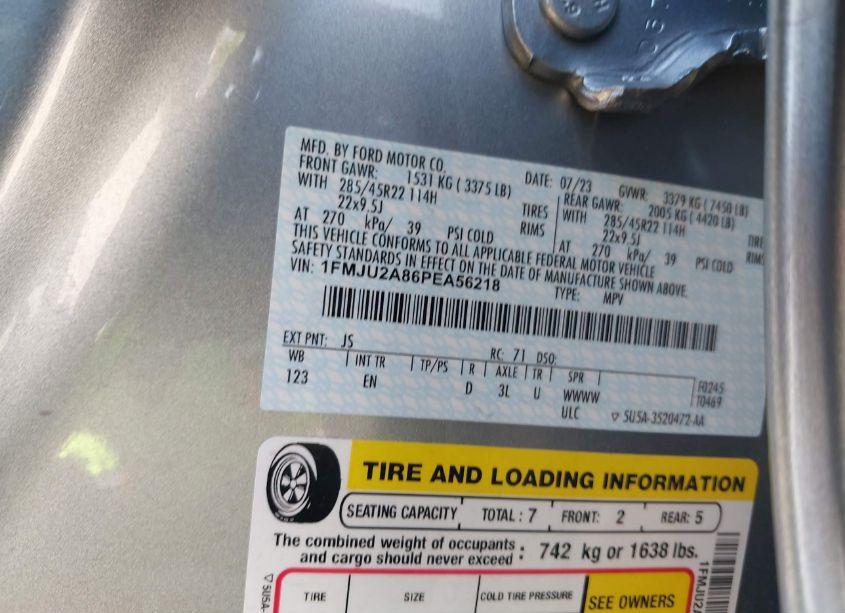 MFD. BY FORD MOTOR CO.
DATE: 07/23 GVWR: 3379 KG (7450 LB)
FRONT GAWR: 1531 KG (3375 LB) REAR GAWR: 2005 KG (4420 LB)
WITH 285/45R22 114H TIRES WITH 285/45R22 114H TIRE
22x9.5J RIMS 22x9.5J RIMS
AT 270 kPa/ 39 PSI COLD AT 270 kPa/ 39 PSI COLD
THIS VEHICLE CONFORMS TO ALL APPLICABLE FEDERAL MOTOR VEHICLE
SAFETY STANDARDS IN EFFECT ON THE DATE OF MANUFACTURE SHOWN ABOVE.
VIN: 1FMJU2A86PEA56218
TYPE: MPV
EXT PNT: JS RC: 71 DSO:
WB INT TR TP/PS R AXLE TR SPR
123 EN D 3L U WWWW
ULC
F0245
T0469
5U5A-3520472-AA
TIRE AND LOADING INFORMATION
SEATING CAPACITY TOTAL: 7 FRONT: 2 REAR: 5
The combined weight of occupants
and cargo should never exceed : 742 kg or 1638 lbs.
TIRE SIZE COLD TIRE PRESSURE SEE OWNERS
5U5A-
1FMJU2A